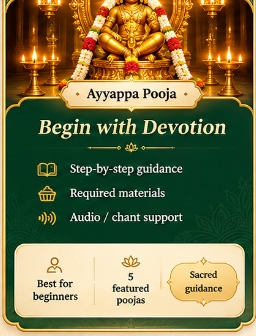 Ayyappa Pooja
Begin with Devotion
Step-by-step guidance
Required materials
Audio / chant support
Best for
beginners
5
featured
poojas
Sacred
guidance